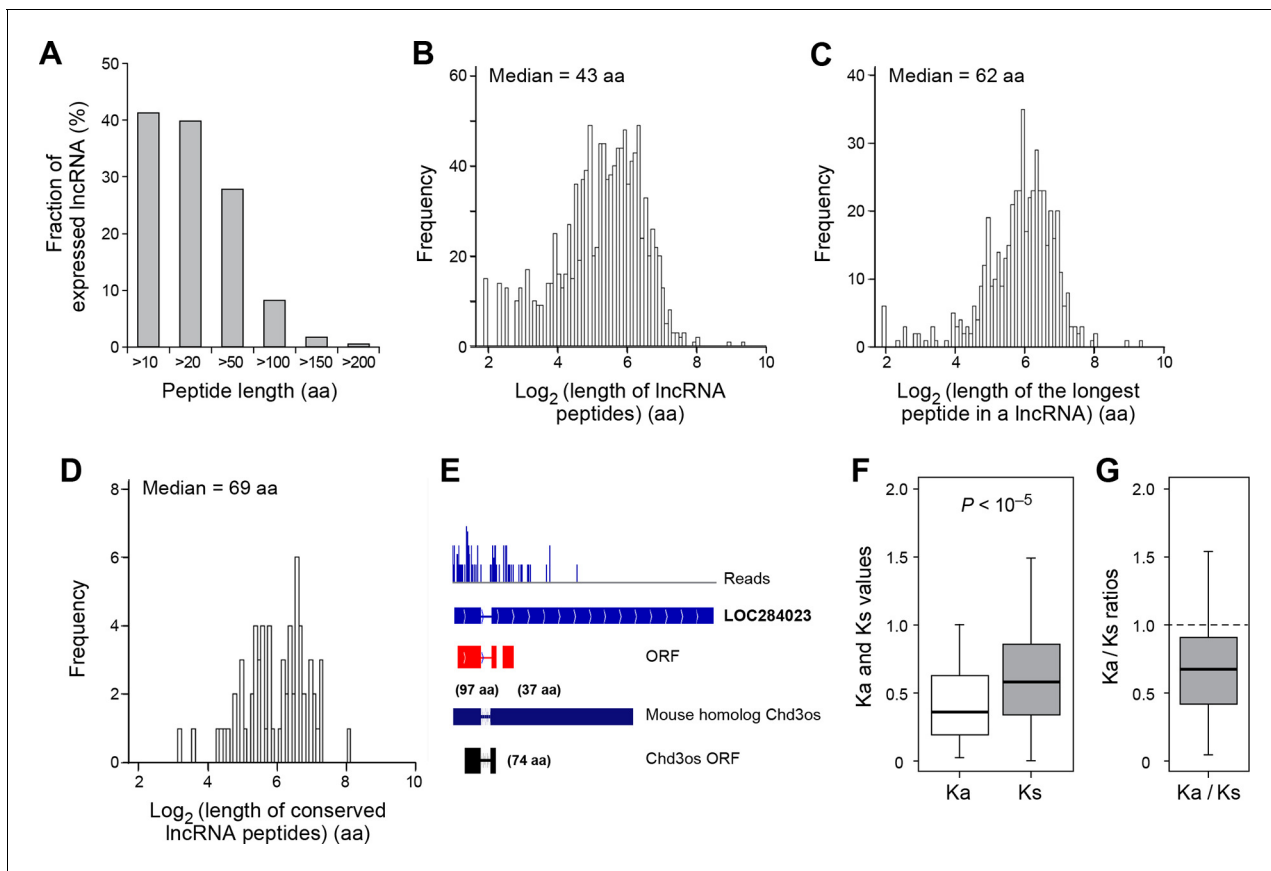 A
50
40
30
20
10
0
Fraction of
expressed lncRNA (%)
>10 >20 >50 >100 >150 >200
Peptide length (aa)
B
Median = 43 aa
60
40
20
0
Frequency
2 4 6 8 10
Log2 (length of lncRNA
peptides) (aa)
C
Median = 62 aa
40
30
20
10
0
Frequency
2 4 6 8 10
Log2 (length of the longest
peptide in a lncRNA) (aa)
D
Median = 69 aa
8
6
4
2
0
Frequency
2 4 6 8 10
Log2 (length of conserved
lncRNA peptides) (aa)
E
Reads
LOC284023
ORF
(97 aa) (37 aa)
Mouse homolog Chd3os
Chd3os ORF
(74 aa)
F
2.0
1.5
1.0
0.5
0
Ka and Ks values
P < 10–5
Ka Ks
G
2.0
1.5
1.0
0.5
0
Ka / Ks ratios
Ka / Ks